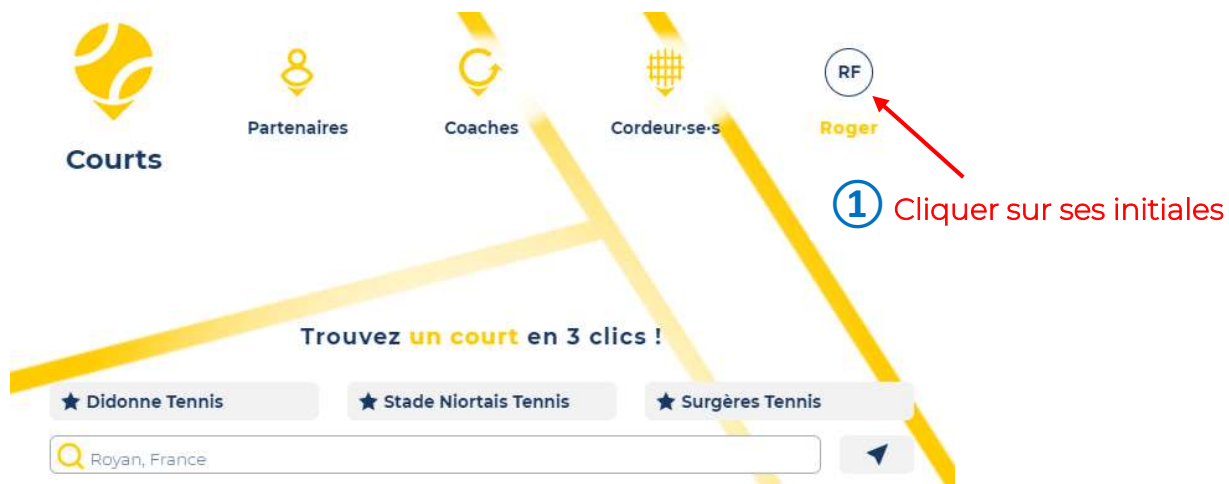 RF
Partenaires
Coaches
Cordeur·se·s
Roger
Courts
1 Cliquer sur ses initiales
Trouvez un court en 3 clics !
★ Didonne Tennis
★ Stade Niortais Tennis
★ Surgères Tennis
Royan, France